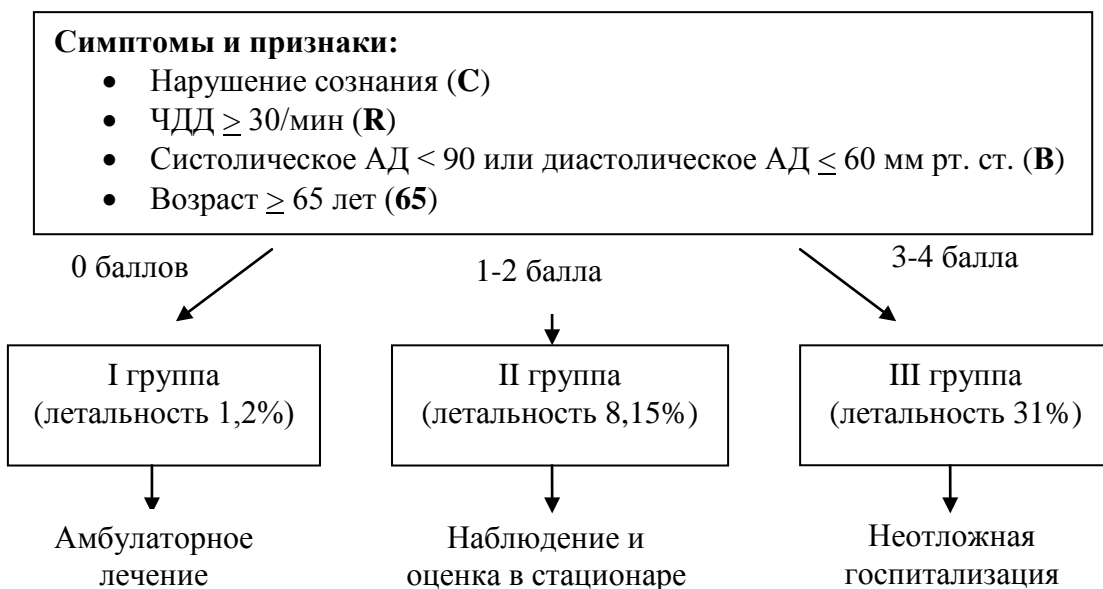 Симптомы и признаки:
• Нарушение сознания (C)
• ЧДД ≥ 30/мин (R)
• Систолическое АД < 90 или диастолическое АД ≤ 60 мм рт. ст. (B)
• Возраст ≥ 65 лет (65)
0 баллов
1-2 балла
3-4 балла
I группа
(летальность 1,2%)
II группа
(летальность 8,15%)
III группа
(летальность 31%)
Амбулаторное
лечение
Наблюдение и
оценка в стационаре
Неотложная
госпитализация